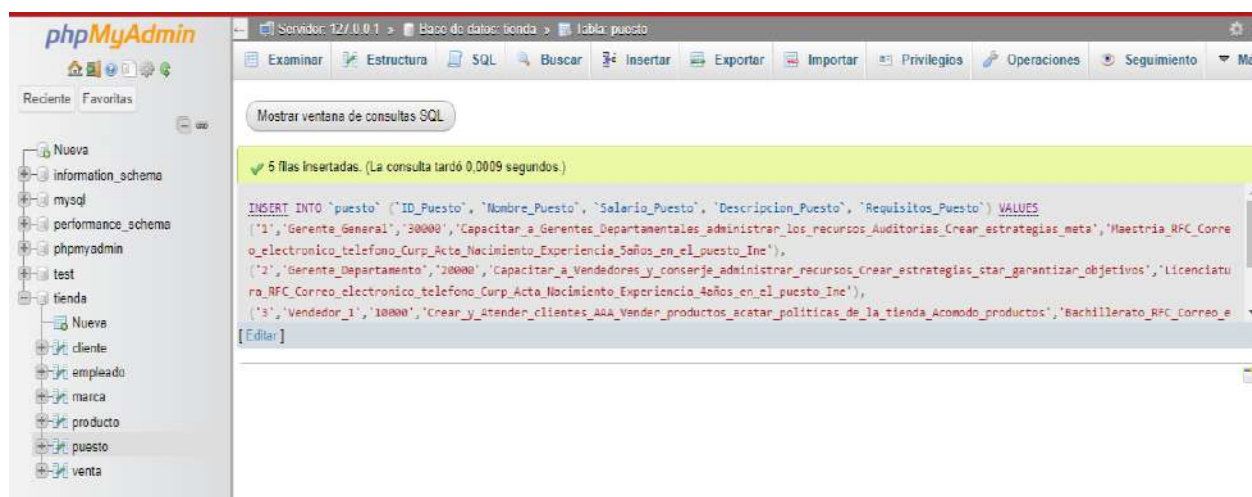 phpMyAdmin
Reciente Favoritas
Nueva
information_schema
mysql
performance_schema
phpmyadmin
test
tienda
Nueva
cliente
empleado
marca
producto
puesto
venta
Servidor: 127.0.0.1 » Base de datos: tienda » Tabla: puesto
Examinar Estructura SQL Buscar Insertar Exportar Importar Privilegios Operaciones Seguimiento
Mostrar ventana de consultas SQL
5 filas insertadas. (La consulta tardó 0,0009 segundos.)
INSERT INTO `puesto` (`ID_Puesto`, `Nombre_Puesto`, `Salario_Puesto`, `Descripcion_Puesto`, `Requisitos_Puesto`) VALUES
('1','Gerente_General','30000','Capacitar_a_Gerentes_Departamentales_administrar_los_recursos_Auditorias_Crear_estrategias_meta','Maestria_RFC_Corre
o_electronico_telefono_Curp_Acta_Nacimiento_Experiencia_5años_en_el_puesto_Ine'),
('2','Gerente_Departamento','20000','Capacitar_a_Vendedores_y_conserje_administrar_recursos_Crear_estrategias_star_garantizar_objetivos','Licenciatu
ra_RFC_Correo_electronico_telefono_Curp_Acta_Nacimiento_Experiencia_4años_en_el_puesto_Ine'),
('3','Vendedor_1','10000','Crear_y_Atender_clientes_AAA_Vender_productos_acatar_politicas_de_la_tienda_Acomodo_productos','Bachillerato_RFC_Correo_e
[ Editar ]